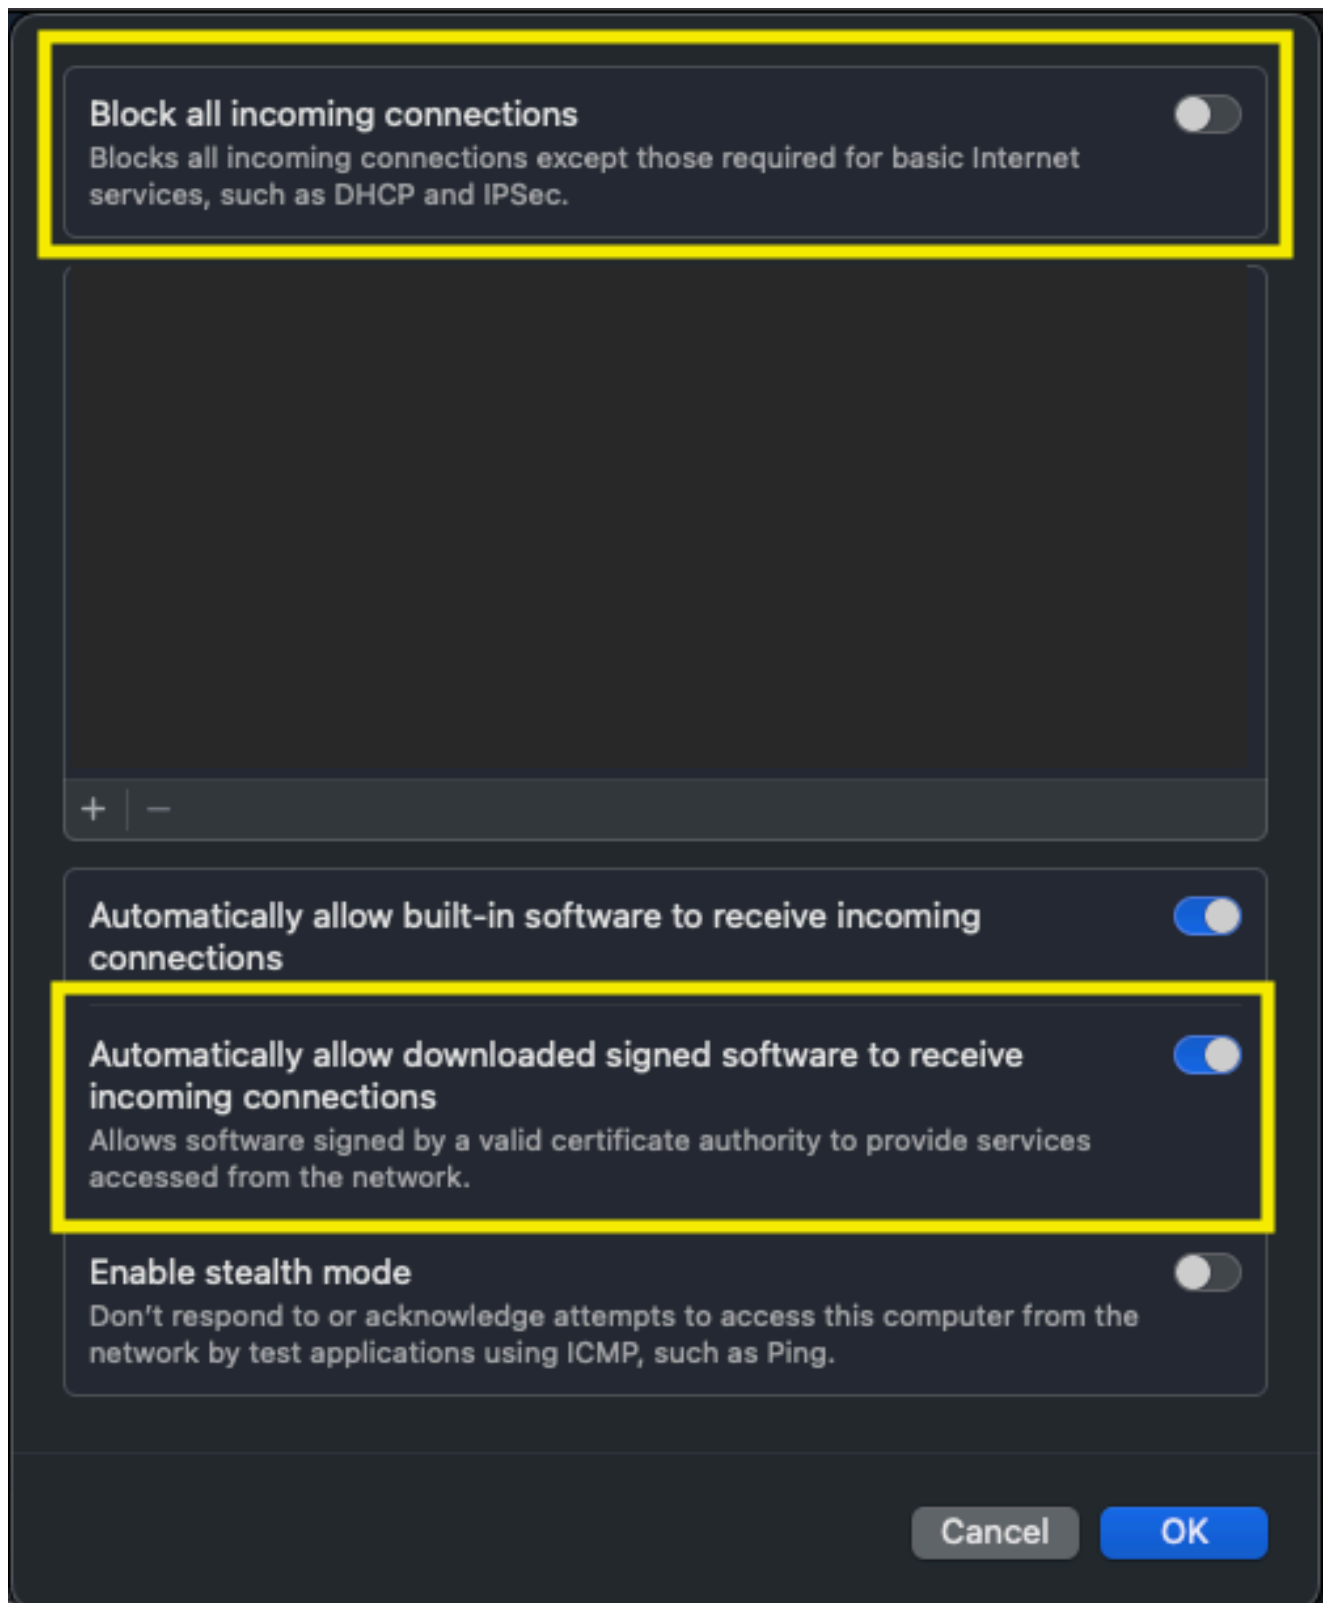 Block all incoming connections
Blocks all incoming connections except those required for basic Internet
services, such as DHCP and IPSec.
+ −
Automatically allow built-in software to receive incoming
connections
Automatically allow downloaded signed software to receive
incoming connections
Allows software signed by a valid certificate authority to provide services
accessed from the network.
Enable stealth mode
Don’t respond to or acknowledge attempts to access this computer from the
network by test applications using ICMP, such as Ping.
Cancel OK